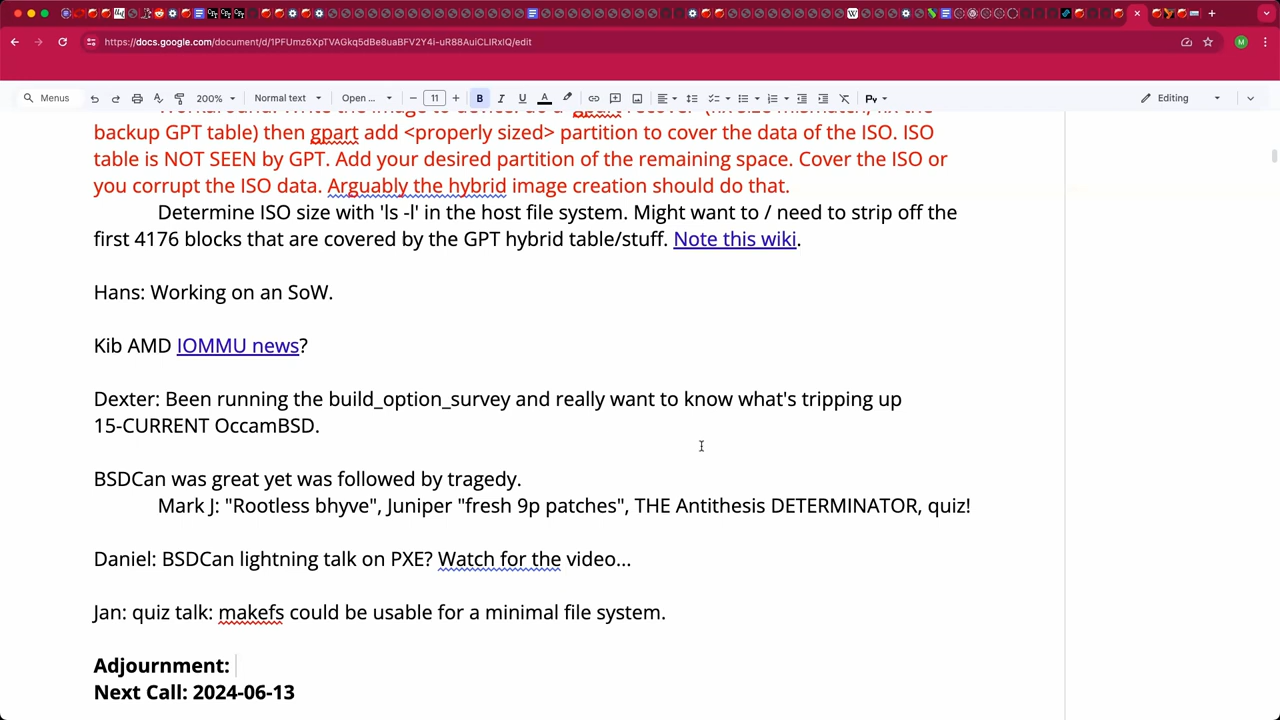 https://docs.google.com/document/d/1PFUmz6XpTVAGkq5dBe8uaBFV2Y4i-uR88AuiCLIRxIQ/edit
Menus 200% Normal text Open ... 11 B I U A Editing
backup GPT table) then gpart add <properly sized> partition to cover the data of the ISO. ISO
table is NOT SEEN by GPT. Add your desired partition of the remaining space. Cover the ISO or
you corrupt the ISO data. Arguably the hybrid image creation should do that.
Determine ISO size with 'ls -l' in the host file system. Might want to / need to strip off the
first 4176 blocks that are covered by the GPT hybrid table/stuff. Note this wiki.
Hans: Working on an SoW.
Kib AMD IOMMU news?
Dexter: Been running the build_option_survey and really want to know what's tripping up
15-CURRENT OccamBSD.
BSDCan was great yet was followed by tragedy.
Mark J: "Rootless bhyve", Juniper "fresh 9p patches", THE Antithesis DETERMINATOR, quiz!
Daniel: BSDCan lightning talk on PXE? Watch for the video...
Jan: quiz talk: makefs could be usable for a minimal file system.
Adjournment:
Next Call: 2024-06-13